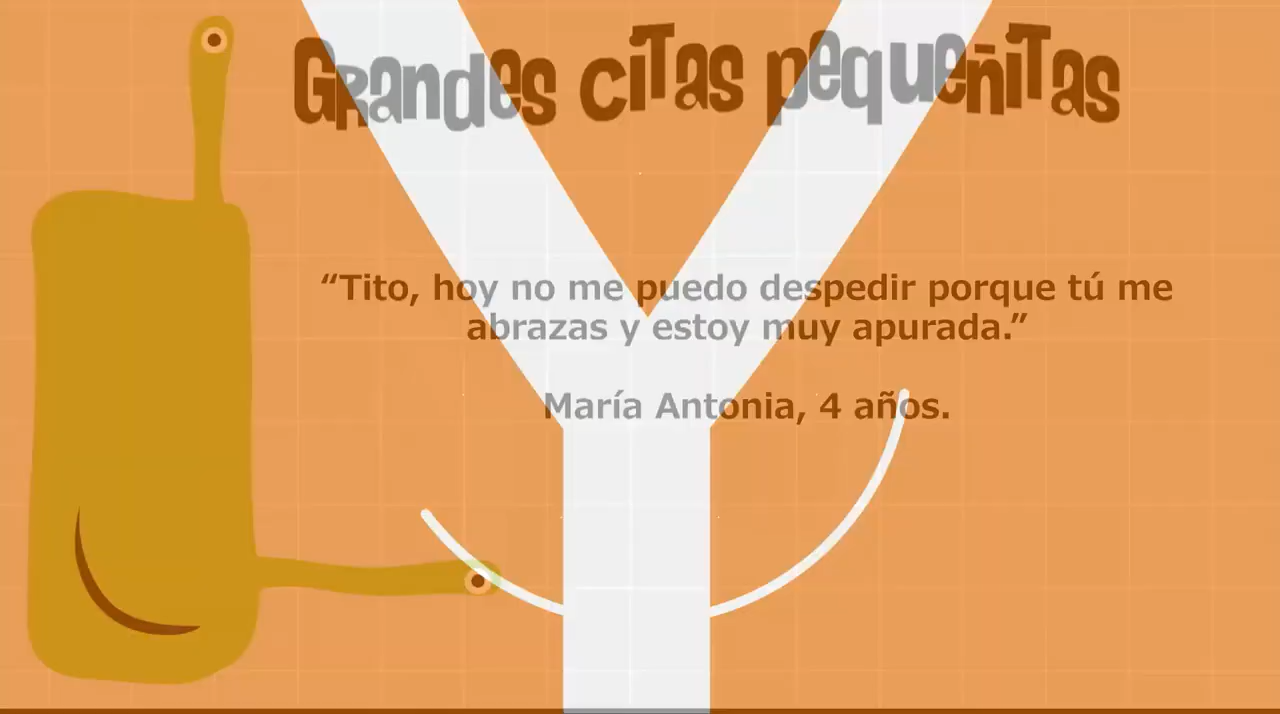 Grandes citas pequeñitas
“Tito, hoy no me puedo despedir porque tú me
abrazas y estoy muy apurada.”
María Antonia, 4 años.